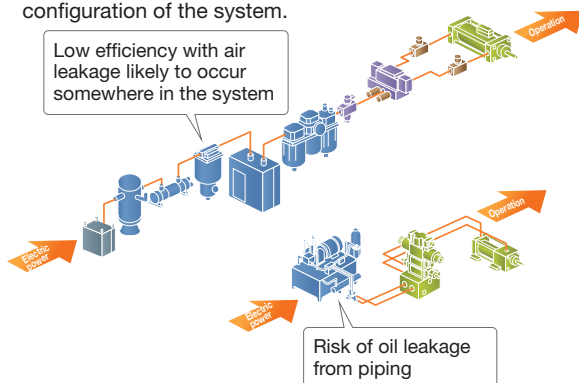 configuration of the system.
Operation
Low efficiency with air
leakage likely to occur
somewhere in the system
Operation
Electric
power
Electric
power
Risk of oil leakage
from piping